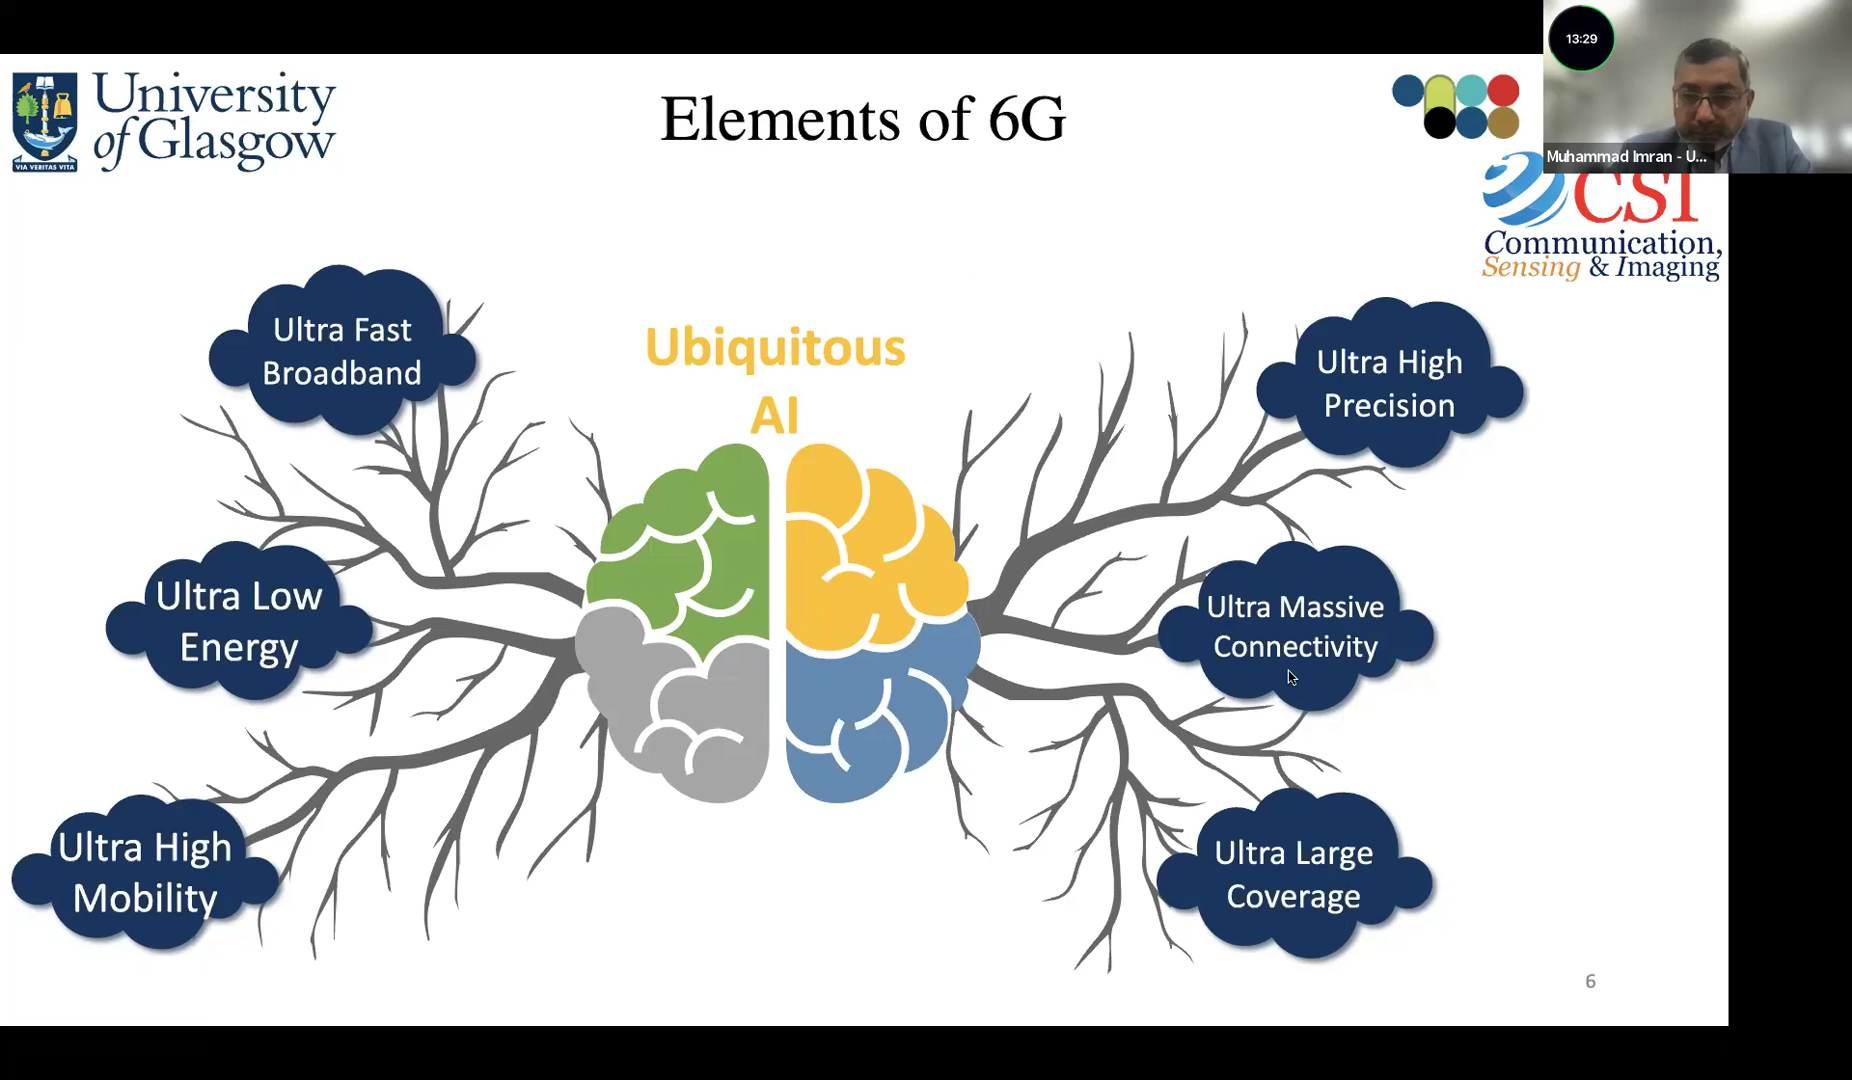 University
of Glasgow
VIA VERITAS VITA
Elements of 6G
13:29
Muhammad Imran - U...
CSI
Communication,
Sensing & Imaging
Ultra Fast
Broadband
Ubiquitous
AI
Ultra High
Precision
Ultra Low
Energy
Ultra Massive
Connectivity
Ultra High
Mobility
Ultra Large
Coverage
6